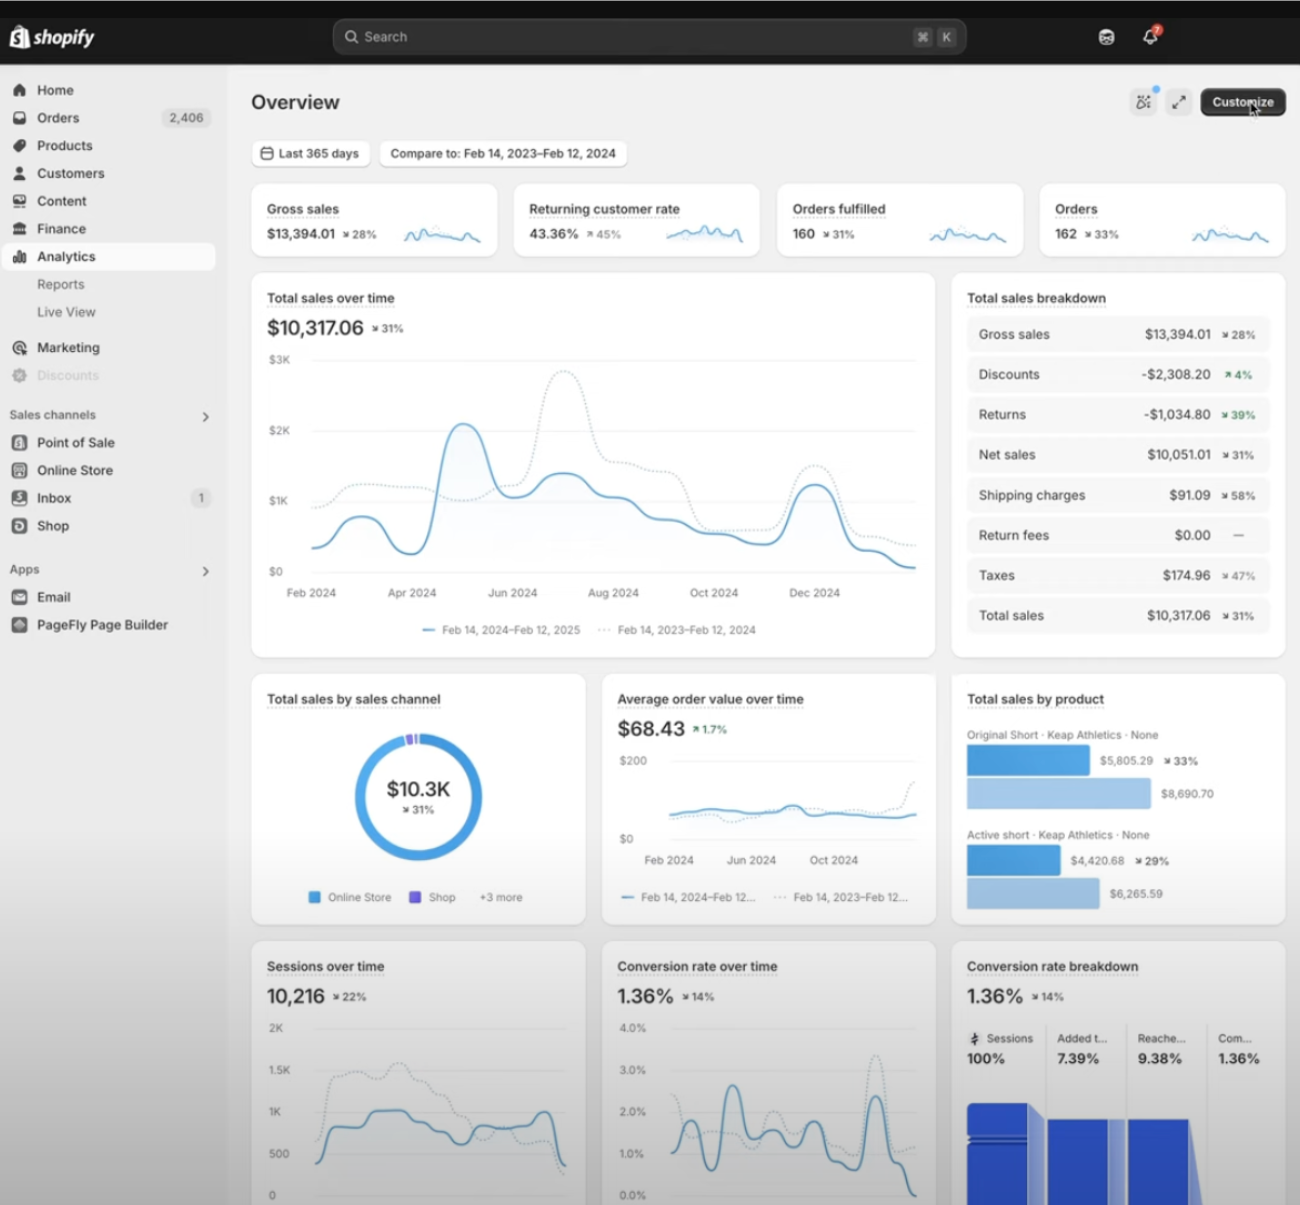 shopify
Search
⌘ K
7
Home
Orders 2,406
Products
Customers
Content
Finance
Analytics
Reports
Live View
Marketing
Discounts
Sales channels
Point of Sale
Online Store
Inbox 1
Shop
Apps
Email
PageFly Page Builder
Overview
Customize
Last 365 days
Compare to: Feb 14, 2023–Feb 12, 2024
Gross sales
$13,394.01 ↘ 28%
Returning customer rate
43.36% ↗ 45%
Orders fulfilled
160 ↘ 31%
Orders
162 ↘ 33%
Total sales over time
$10,317.06 ↘ 31%
$3K
$2K
$1K
$0
Feb 2024 Apr 2024 Jun 2024 Aug 2024 Oct 2024 Dec 2024
Feb 14, 2024–Feb 12, 2025 Feb 14, 2023–Feb 12, 2024
Total sales breakdown
Gross sales $13,394.01 ↘ 28%
Discounts -$2,308.20 ↗ 4%
Returns -$1,034.80 ↘ 39%
Net sales $10,051.01 ↘ 31%
Shipping charges $91.09 ↘ 58%
Return fees $0.00 —
Taxes $174.96 ↘ 47%
Total sales $10,317.06 ↘ 31%
Total sales by sales channel
$10.3K
↘ 31%
Online Store Shop +3 more
Average order value over time
$68.43 ↗ 1.7%
$200
$0
Feb 2024 Jun 2024 Oct 2024
Feb 14, 2024–Feb 12... Feb 14, 2023–Feb 12...
Total sales by product
Original Short · Keap Athletics · None
$5,805.29 ↘ 33%
$8,690.70
Active short · Keap Athletics · None
$4,420.68 ↘ 29%
$6,265.59
Sessions over time
10,216 ↘ 22%
2K
1.5K
1K
500
0
Conversion rate over time
1.36% ↘ 14%
4.0%
3.0%
2.0%
1.0%
0.0%
Conversion rate breakdown
1.36% ↘ 14%
Sessions Added t... Reache... Com...
100% 7.39% 9.38% 1.36%